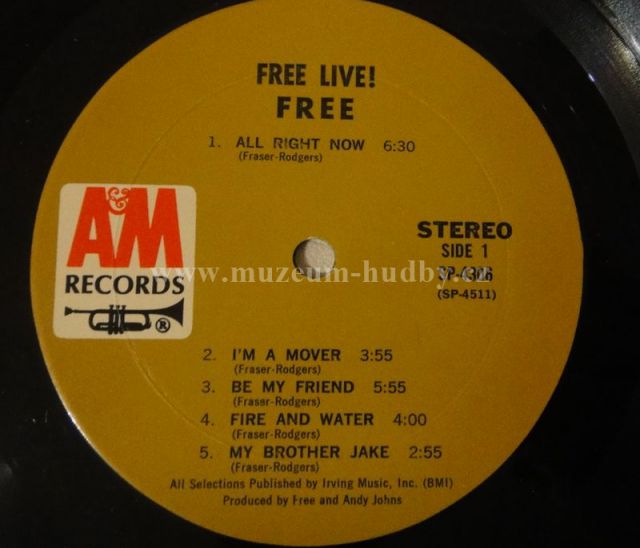 FREE LIVE!
FREE
1. ALL RIGHT NOW 6:30
(Fraser-Rodgers)
A&M
RECORDS
®
STEREO
SIDE 1
SP-4306
(SP-4511)
www.muzeum-hudby.cz
2. I'M A MOVER 3:55
(Fraser-Rodgers)
3. BE MY FRIEND 5:55
(Fraser-Rodgers)
4. FIRE AND WATER 4:00
(Fraser-Rodgers)
5. MY BROTHER JAKE 2:55
(Fraser-Rodgers)
All Selections Published by Irving Music, Inc. (BMI)
Produced by Free and Andy Johns